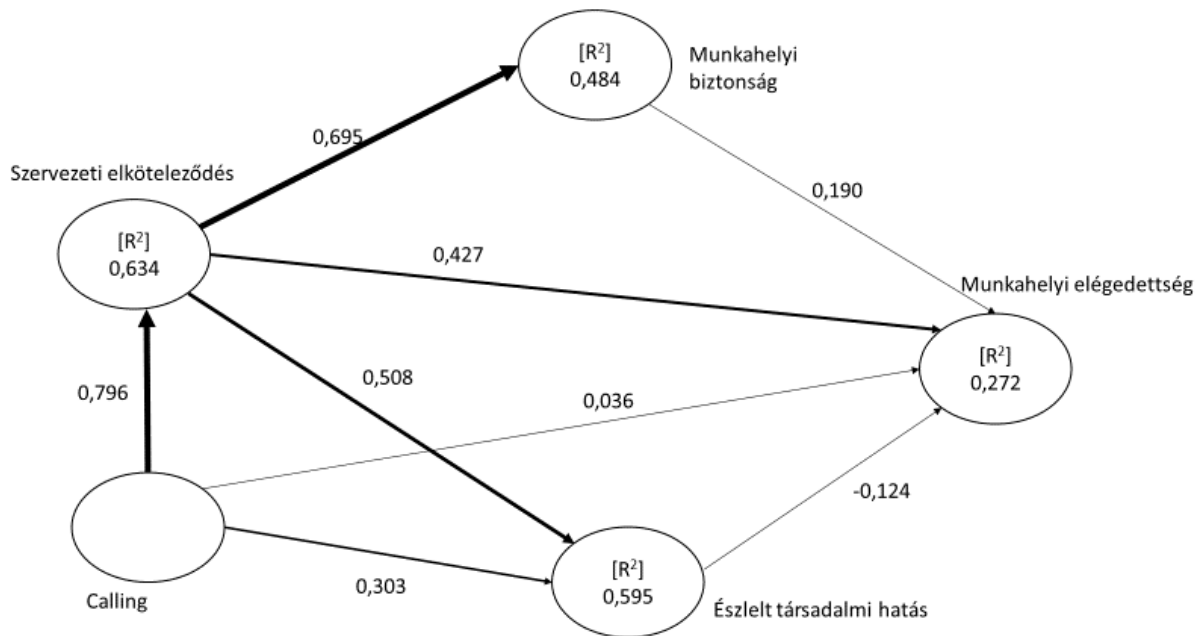 [R²]
0,484
Munkahelyi
biztonság
0,695
Szervezeti elköteleződés
0,190
[R²]
0,634
0,427
Munkahelyi elégedettség
[R²]
0,272
0,796
0,508
0,036
-0,124
0,303
[R²]
0,595
Calling
Észlelt társadalmi hatás